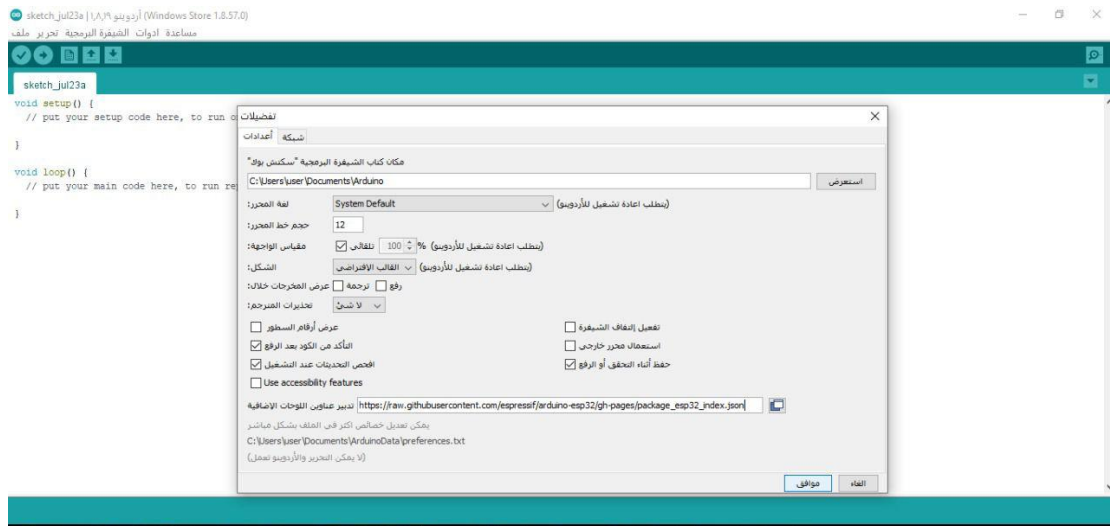 sketch_jul23a | أردوينو ١,٨,١٩ (Windows Store 1.8.57.0)
ملف تحرير الشيفرة البرمجية ادوات مساعدة
sketch_jul23a
void setup() {
// put your setup code here, to run o
}
void loop() {
// put your main code here, to run re
}
تفضيلات
أعدادات شبكة
مكان كتاب الشيفرة البرمجية "سكتش بوك"
C:\Users\user\Documents\Arduino استعرض
لغة المحرر: System Default (يتطلب اعادة تشغيل للأردوينو)
حجم خط المحرر: 12
مقياس الواجهة: تلقائي 100 % (يتطلب اعادة تشغيل للأردوينو)
الشكل: القالب الإفتراضي (يتطلب اعادة تشغيل للأردوينو)
عرض المخرجات خلال: ترجمة رفع
تحذيرات المترجم: لا شئ
عرض أرقام السطور تفعيل إلتفاف الشيفرة
التأكد من الكود بعد الرفع استعمال محرر خارجي
افحص التحديثات عند التشغيل حفظ أثناء التحقق أو الرفع
Use accessibility features
تدبير عناوين اللوحات الإضافية https://raw.githubusercontent.com/espressif/arduino-esp32/gh-pages/package_esp32_index.json
يمكن تعديل خصائص اكثر في الملف بشكل مباشر
C:\Users\user\Documents\ArduinoData\preferences.txt
(لا يمكن التحرير والأردوينو تعمل)
موافق الغاء